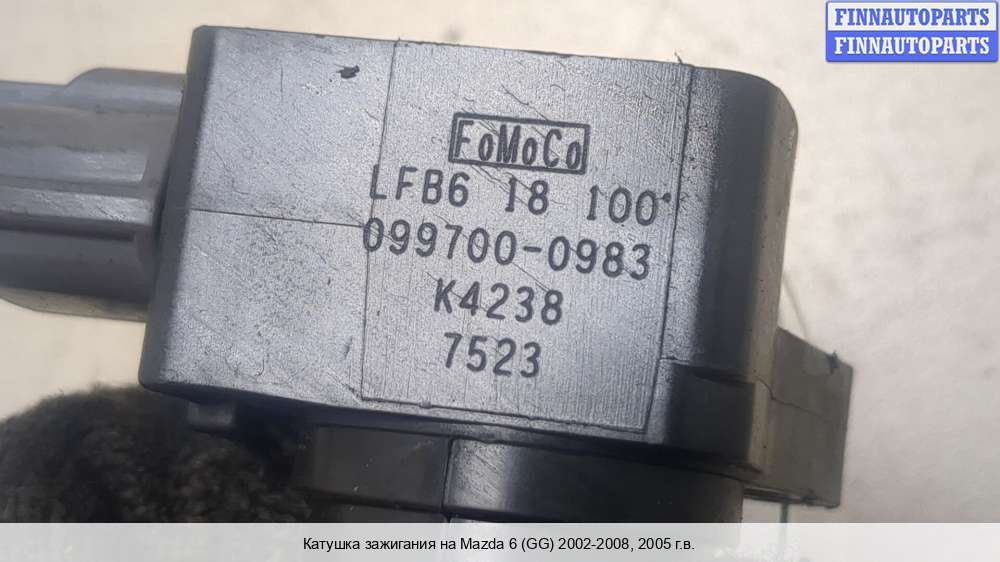 FINNAUTOPARTS
FINNAUTOPARTS
FoMoCo
LFB6 18 100
099700-0983
K4238
7523
Катушка зажигания на Mazda 6 (GG) 2002-2008, 2005 г.в.